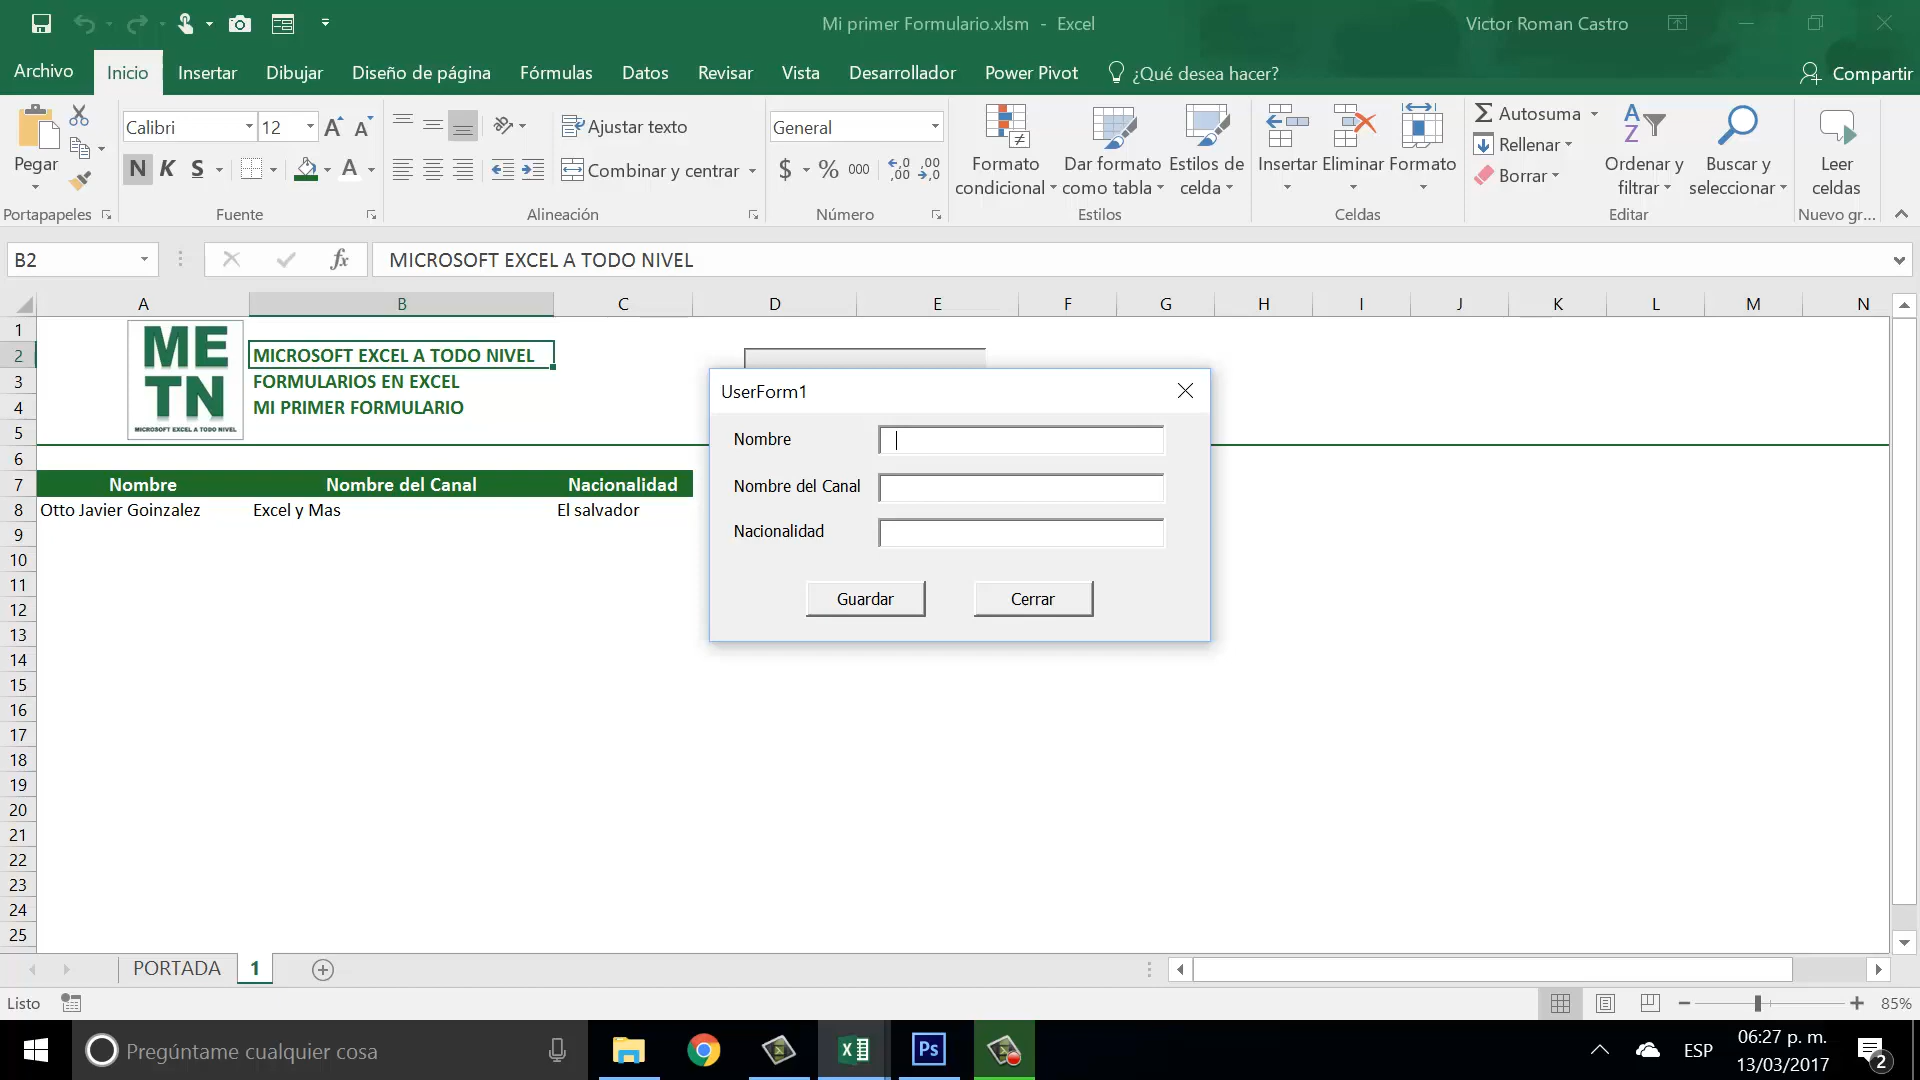 Mi primer Formulario.xlsm - Excel
Victor Roman Castro
Archivo Inicio Insertar Dibujar Diseño de página Fórmulas Datos Revisar Vista Desarrollador Power Pivot ¿Qué desea hacer? Compartir
Pegar
Portapapeles
Calibri 12
N K S
Fuente
Ajustar texto
Combinar y centrar
Alineación
General
$ % 000
Número
Formato condicional
Dar formato como tabla
Estilos de celda
Estilos
Insertar Eliminar Formato
Celdas
Autosuma
Rellenar
Borrar
Ordenar y filtrar
Buscar y seleccionar
Editar
Leer celdas
Nuevo gr...
B2
fx
MICROSOFT EXCEL A TODO NIVEL
A B C D E F G H I J K L M N
1
2
3
4
5
6
7
8
9
10
11
12
13
14
15
16
17
18
19
20
21
22
23
24
25
ME
TN
MICROSOFT EXCEL A TODO NIVEL
MICROSOFT EXCEL A TODO NIVEL
FORMULARIOS EN EXCEL
MI PRIMER FORMULARIO
Nombre Nombre del Canal Nacionalidad
Otto Javier Goinzalez Excel y Mas El salvador
UserForm1
Nombre
Nombre del Canal
Nacionalidad
Guardar Cerrar
PORTADA 1
Listo
85%
Pregúntame cualquier cosa
Ps
ESP
06:27 p. m.
13/03/2017
2